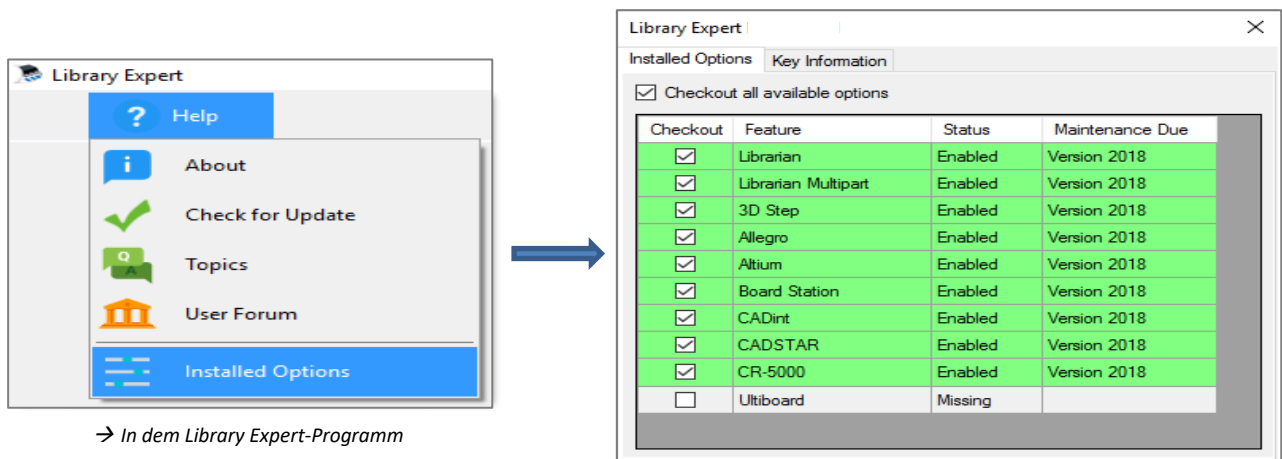 Library Expert
? Help
i About
Check for Update
Q A Topics
User Forum
Installed Options
→ In dem Library Expert-Programm
Library Expert
Installed Options Key Information
Checkout all available options
Checkout Feature Status Maintenance Due
Librarian Enabled Version 2018
Librarian Multipart Enabled Version 2018
3D Step Enabled Version 2018
Allegro Enabled Version 2018
Altium Enabled Version 2018
Board Station Enabled Version 2018
CADint Enabled Version 2018
CADSTAR Enabled Version 2018
CR-5000 Enabled Version 2018
Ultiboard Missing